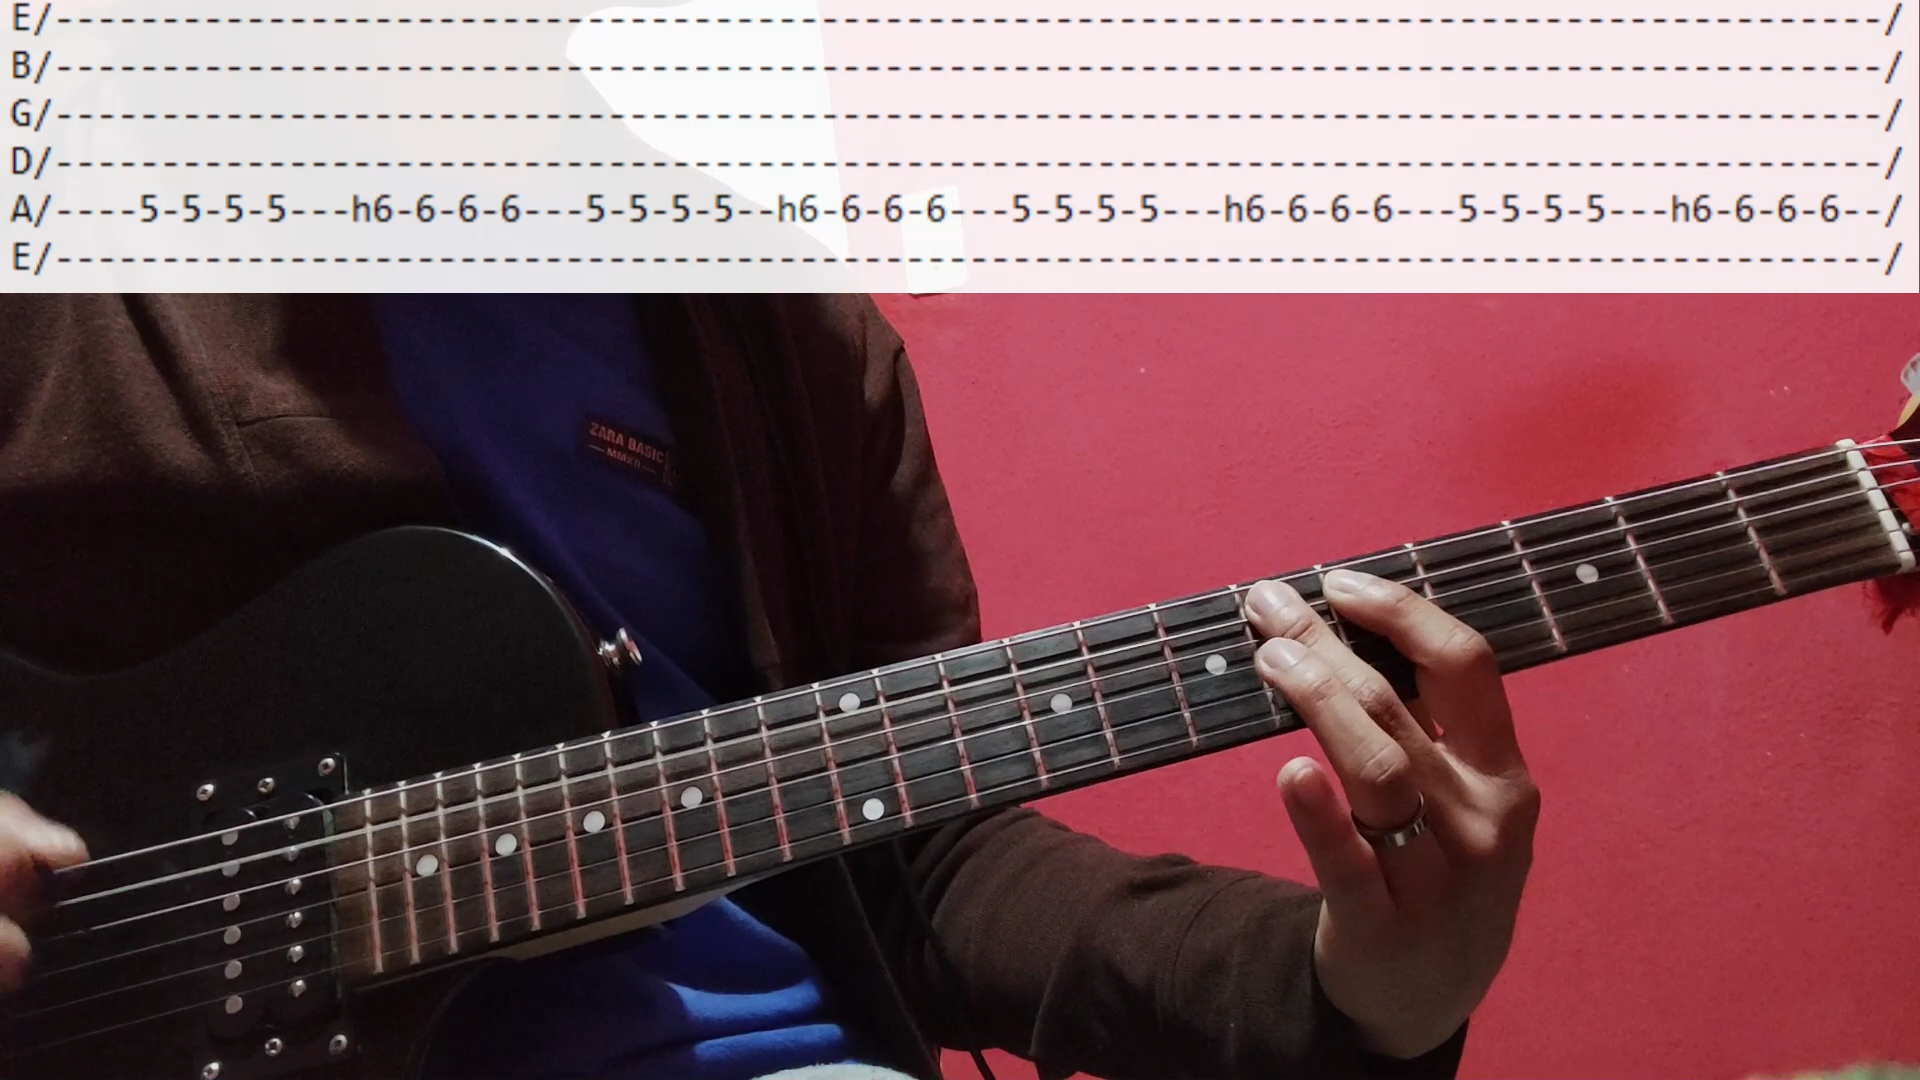 E/-------------------------------------------------------------------------------------/
B/-------------------------------------------------------------------------------------/
G/-------------------------------------------------------------------------------------/
D/-------------------------------------------------------------------------------------/
A/----5-5-5-5---h6-6-6-6---5-5-5-5--h6-6-6-6---5-5-5-5---h6-6-6-6---5-5-5-5---h6-6-6-6--/
E/-------------------------------------------------------------------------------------/
ZARA BASIC